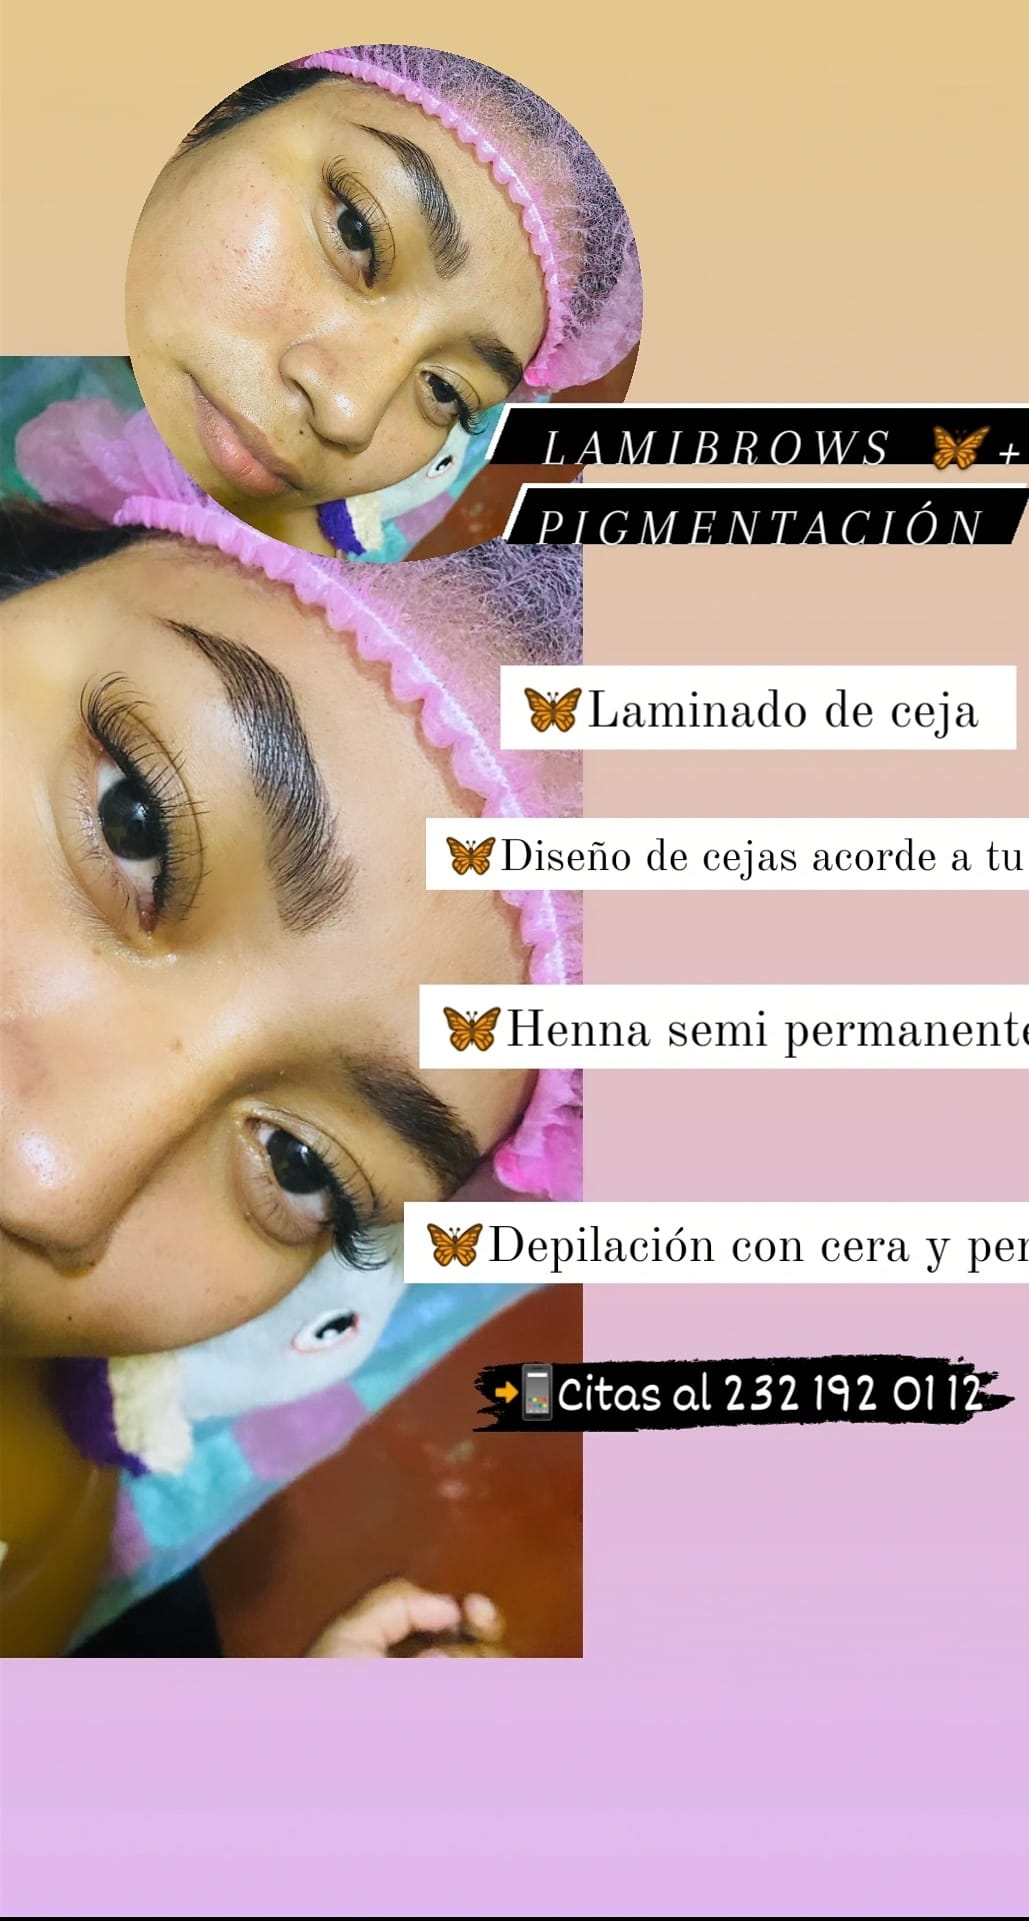 LAMIBROWS 🦋 +
PIGMENTACIÓN
🦋Laminado de ceja
🦋Diseño de cejas acorde a tu
🦋Henna semi permanente
🦋Depilación con cera y per
➜📱Citas al 232 192 0112